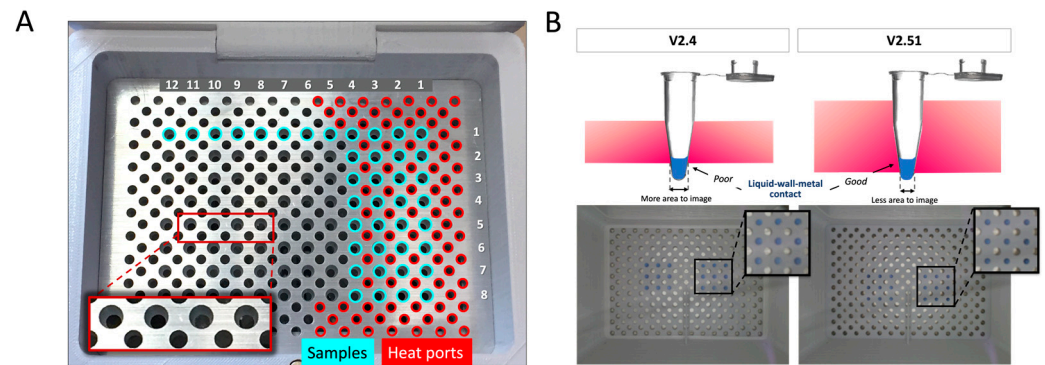 A
12 11 10 9 8 7 6 5 4 3 2 1
1
2
3
4
5
6
7
8
Samples
Heat ports
B
V2.4
V2.51
Poor
Good
Liquid-wall-metal
contact
More area to image
Less area to image